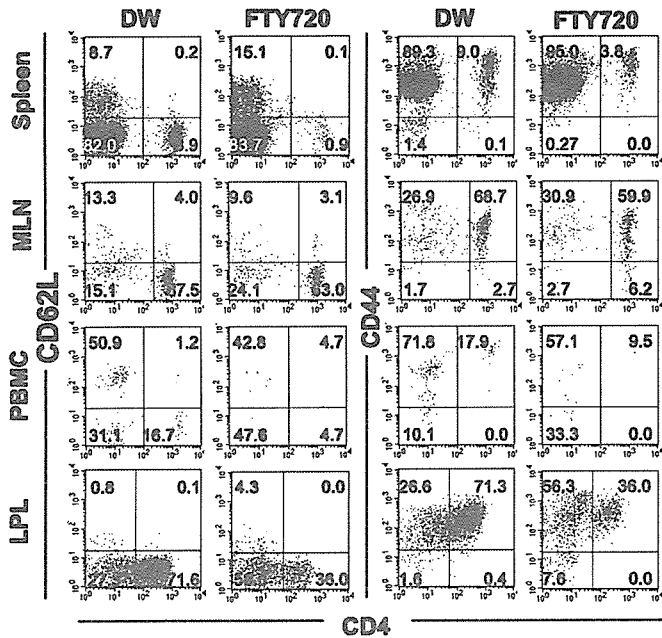 DW FTY720 DW FTY720
Spleen
8.7 0.2 15.1 0.1 89.3 9.0 95.0 3.8
82.0 83.7 0.9 1.4 0.1 0.27 0.0
MLN
13.3 4.0 9.6 3.1 26.9 68.7 30.9 59.9
15.1 24.1 1.7 2.7 2.7 6.2
CD62L
CD44
PBMC
50.9 1.2 42.8 4.7 71.8 17.9 57.1 9.5
31.1 16.7 47.6 4.7 10.1 0.0 33.3 0.0
LPL
0.8 0.1 4.3 0.0 26.6 71.3 56.3 36.0
71.6 36.0 1.6 0.4 7.6 0.0
10⁰ 10¹ 10² 10³ 10⁴
CD4